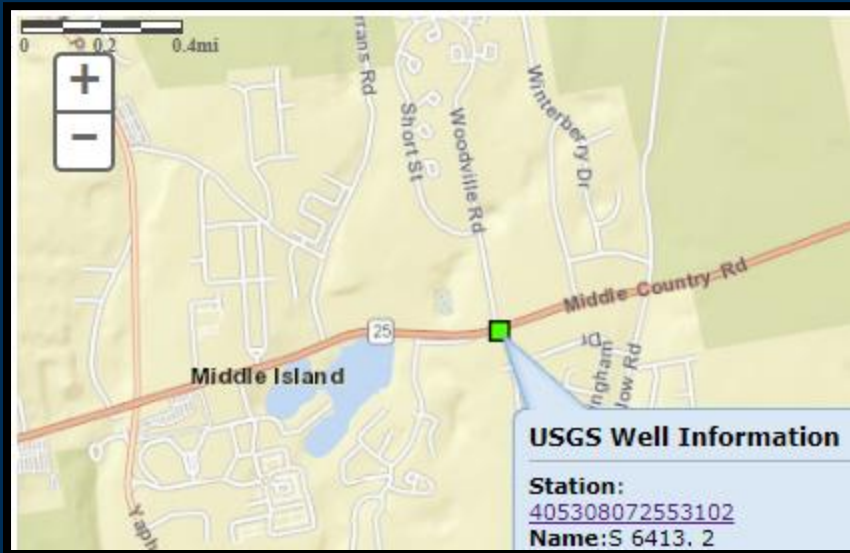 0 0.2 0.4mi
+
−
rrans Rd
Short St
Woodville Rd
Winterberry Dr
Middle Country Rd
25
Middle Island
ngham
Dr
low Rd
Yaph
USGS Well Information
Station:
405308072553102
Name:S 6413. 2